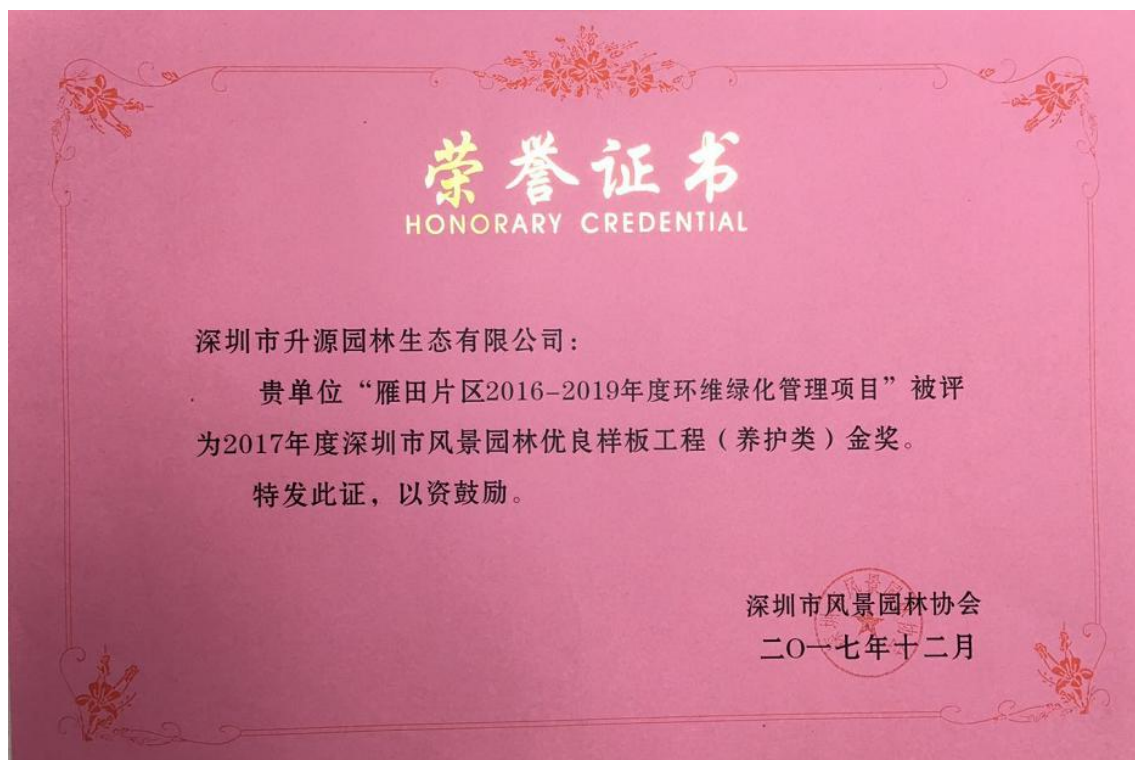 荣誉证书
HONORARY CREDENTIAL
深圳市升源园林生态有限公司：
贵单位“雁田片区2016-2019年度环维绿化管理项目”被评
为2017年度深圳市风景园林优良样板工程（养护类）金奖。
特发此证，以资鼓励。
深圳市风景园林协会
二〇一七年十二月